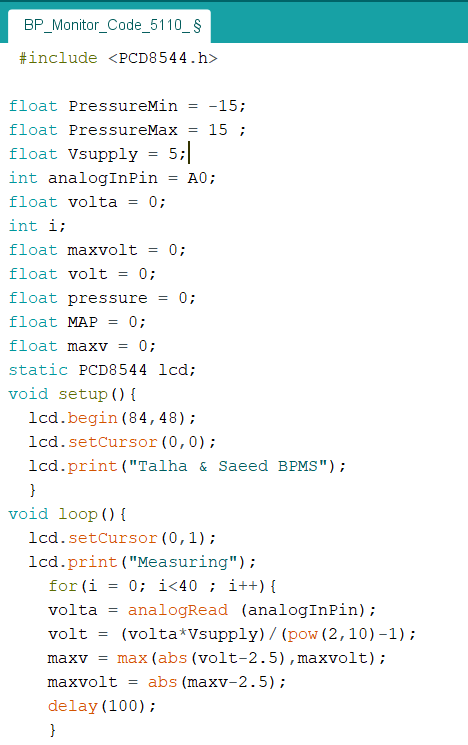 BP_Monitor_Code_5110_ §
#include <PCD8544.h>
float PressureMin = -15;
float PressureMax = 15 ;
float Vsupply = 5;
int analogInPin = A0;
float volta = 0;
int i;
float maxvolt = 0;
float volt = 0;
float pressure = 0;
float MAP = 0;
float maxv = 0;
static PCD8544 lcd;
void setup(){
  lcd.begin(84,48);
  lcd.setCursor(0,0);
  lcd.print("Talha & Saeed BPMS");
  }
void loop(){
  lcd.setCursor(0,1);
  lcd.print("Measuring");
    for(i = 0; i<40 ; i++){
    volta = analogRead (analogInPin);
    volt = (volta*Vsupply)/(pow(2,10)-1);
    maxv = max(abs(volt-2.5),maxvolt);
    maxvolt = abs(maxv-2.5);
    delay(100);
    }